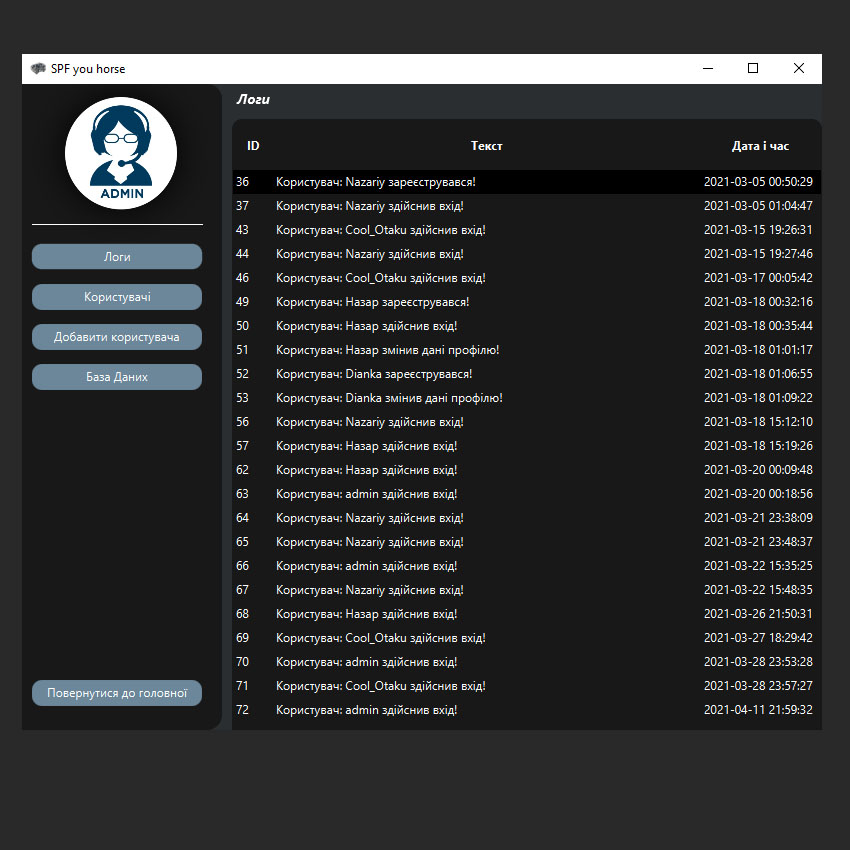 SPF you horse
ADMIN
Логи
Користувачі
Добавити користувача
База Даних
Повернутися до головної
Логи
ID Текст Дата і час
36 Користувач: Nazariy зареєструвався! 2021-03-05 00:50:29
37 Користувач: Nazariy здійснив вхід! 2021-03-05 01:04:47
43 Користувач: Cool_Otaku здійснив вхід! 2021-03-15 19:26:31
44 Користувач: Nazariy здійснив вхід! 2021-03-15 19:27:46
46 Користувач: Cool_Otaku здійснив вхід! 2021-03-17 00:05:42
49 Користувач: Назар зареєструвався! 2021-03-18 00:32:16
50 Користувач: Назар здійснив вхід! 2021-03-18 00:35:44
51 Користувач: Назар змінив дані профілю! 2021-03-18 01:01:17
52 Користувач: Dianka зареєструвався! 2021-03-18 01:06:55
53 Користувач: Dianka змінив дані профілю! 2021-03-18 01:09:22
56 Користувач: Nazariy здійснив вхід! 2021-03-18 15:12:10
57 Користувач: Назар здійснив вхід! 2021-03-18 15:19:26
62 Користувач: Назар здійснив вхід! 2021-03-20 00:09:48
63 Користувач: admin здійснив вхід! 2021-03-20 00:18:56
64 Користувач: Nazariy здійснив вхід! 2021-03-21 23:38:09
65 Користувач: Nazariy здійснив вхід! 2021-03-21 23:48:37
66 Користувач: admin здійснив вхід! 2021-03-22 15:35:25
67 Користувач: Nazariy здійснив вхід! 2021-03-22 15:48:35
68 Користувач: Назар здійснив вхід! 2021-03-26 21:50:31
69 Користувач: Cool_Otaku здійснив вхід! 2021-03-27 18:29:42
70 Користувач: admin здійснив вхід! 2021-03-28 23:53:28
71 Користувач: Cool_Otaku здійснив вхід! 2021-03-28 23:57:27
72 Користувач: admin здійснив вхід! 2021-04-11 21:59:32